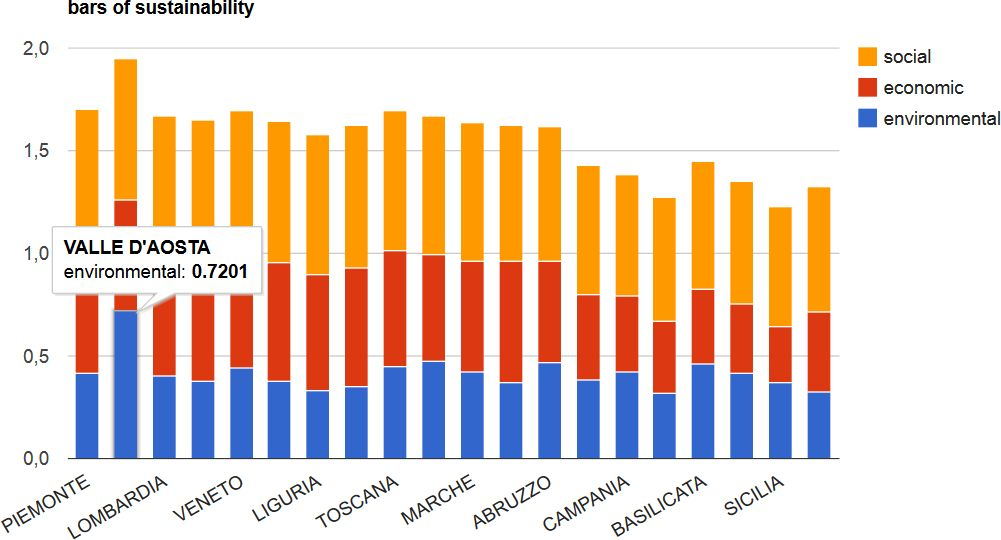 bars of sustainability
2,0
1,5
1,0
0,5
0,0
social
economic
environmental
VALLE D'AOSTA
environmental: 0.7201
PIEMONTE
LOMBARDIA
VENETO
LIGURIA
TOSCANA
MARCHE
ABRUZZO
CAMPANIA
BASILICATA
SICILIA